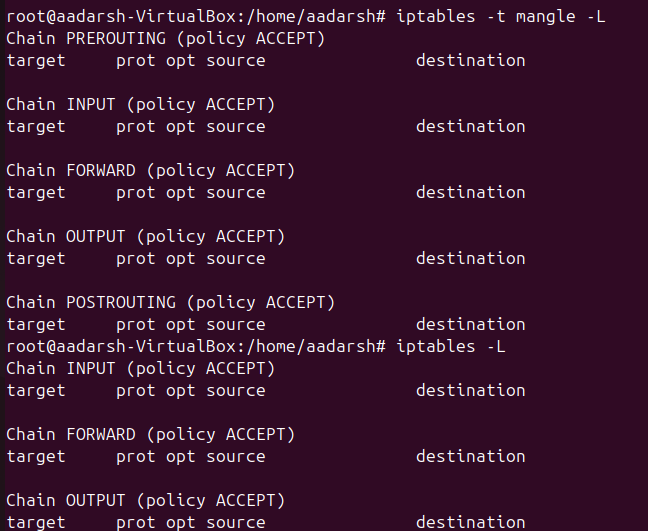 root@aadarsh-VirtualBox:/home/aadarsh# iptables -t mangle -L
Chain PREROUTING (policy ACCEPT)
target     prot opt source               destination

Chain INPUT (policy ACCEPT)
target     prot opt source               destination

Chain FORWARD (policy ACCEPT)
target     prot opt source               destination

Chain OUTPUT (policy ACCEPT)
target     prot opt source               destination

Chain POSTROUTING (policy ACCEPT)
target     prot opt source               destination
root@aadarsh-VirtualBox:/home/aadarsh# iptables -L
Chain INPUT (policy ACCEPT)
target     prot opt source               destination

Chain FORWARD (policy ACCEPT)
target     prot opt source               destination

Chain OUTPUT (policy ACCEPT)
target     prot opt source               destination